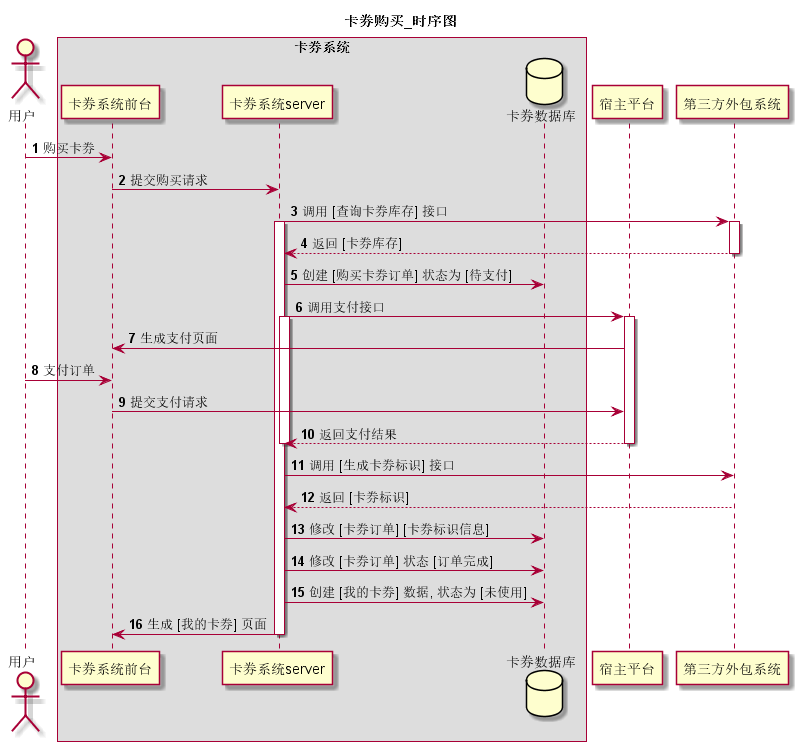 卡券购买_时序图
卡券系统
用户
卡券系统前台
卡券系统server
卡券数据库
宿主平台
第三方外包系统
1 购买卡券
2 提交购买请求
3 调用 [查询卡券库存] 接口
4 返回 [卡券库存]
5 创建 [购买卡券订单] 状态为 [待支付]
6 调用支付接口
7 生成支付页面
8 支付订单
9 提交支付请求
10 返回支付结果
11 调用 [生成卡券标识] 接口
12 返回 [卡券标识]
13 修改 [卡券订单] [卡券标识信息]
14 修改 [卡券订单] 状态 [订单完成]
15 创建 [我的卡券] 数据, 状态为 [未使用]
16 生成 [我的卡券] 页面
用户
卡券系统前台
卡券系统server
卡券数据库
宿主平台
第三方外包系统